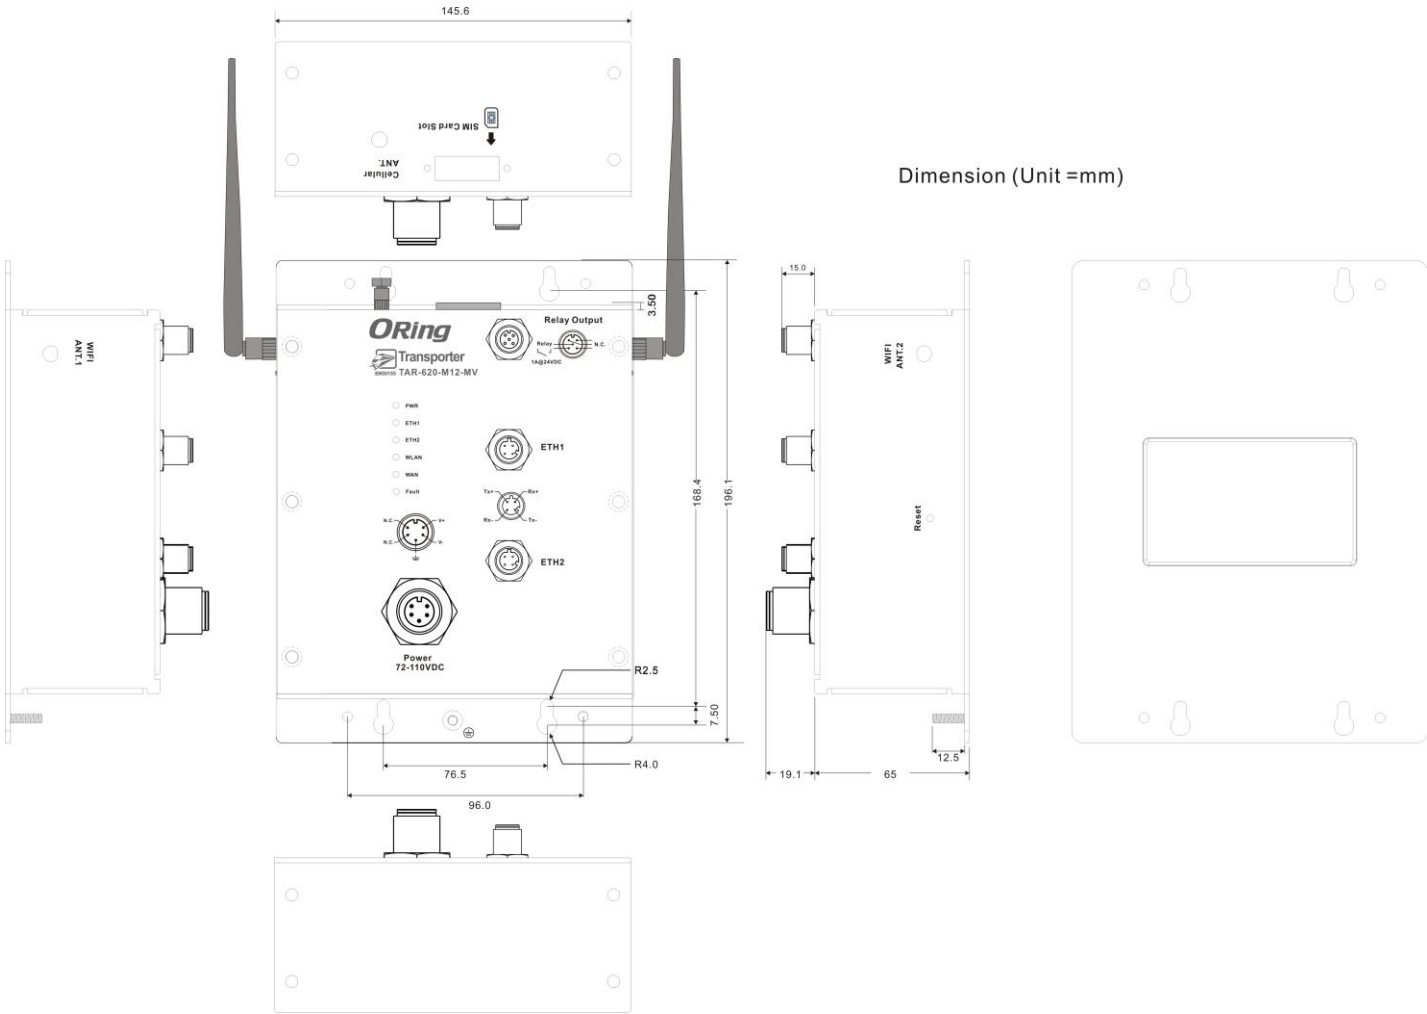 145.6
SIM Card Slot
Cellular
ANT.
Dimension (Unit =mm)
15.0
3.50
ORing
Relay Output
Relay
N.C.
1A@24VDC
Transporter
EN50155
TAR-620-M12-MV
WIFI
ANT.1
WIFI
ANT.2
PWR
ETH1
ETH2
WLAN
WAN
Fault
ETH1
Tx+
Rx+
Rx-
Tx-
168.4
196.1
Reset
N.C.
V+
N.C.
V-
ETH2
Power
72-110VDC
R2.5
7.50
12.5
R4.0
76.5
19.1
65
96.0